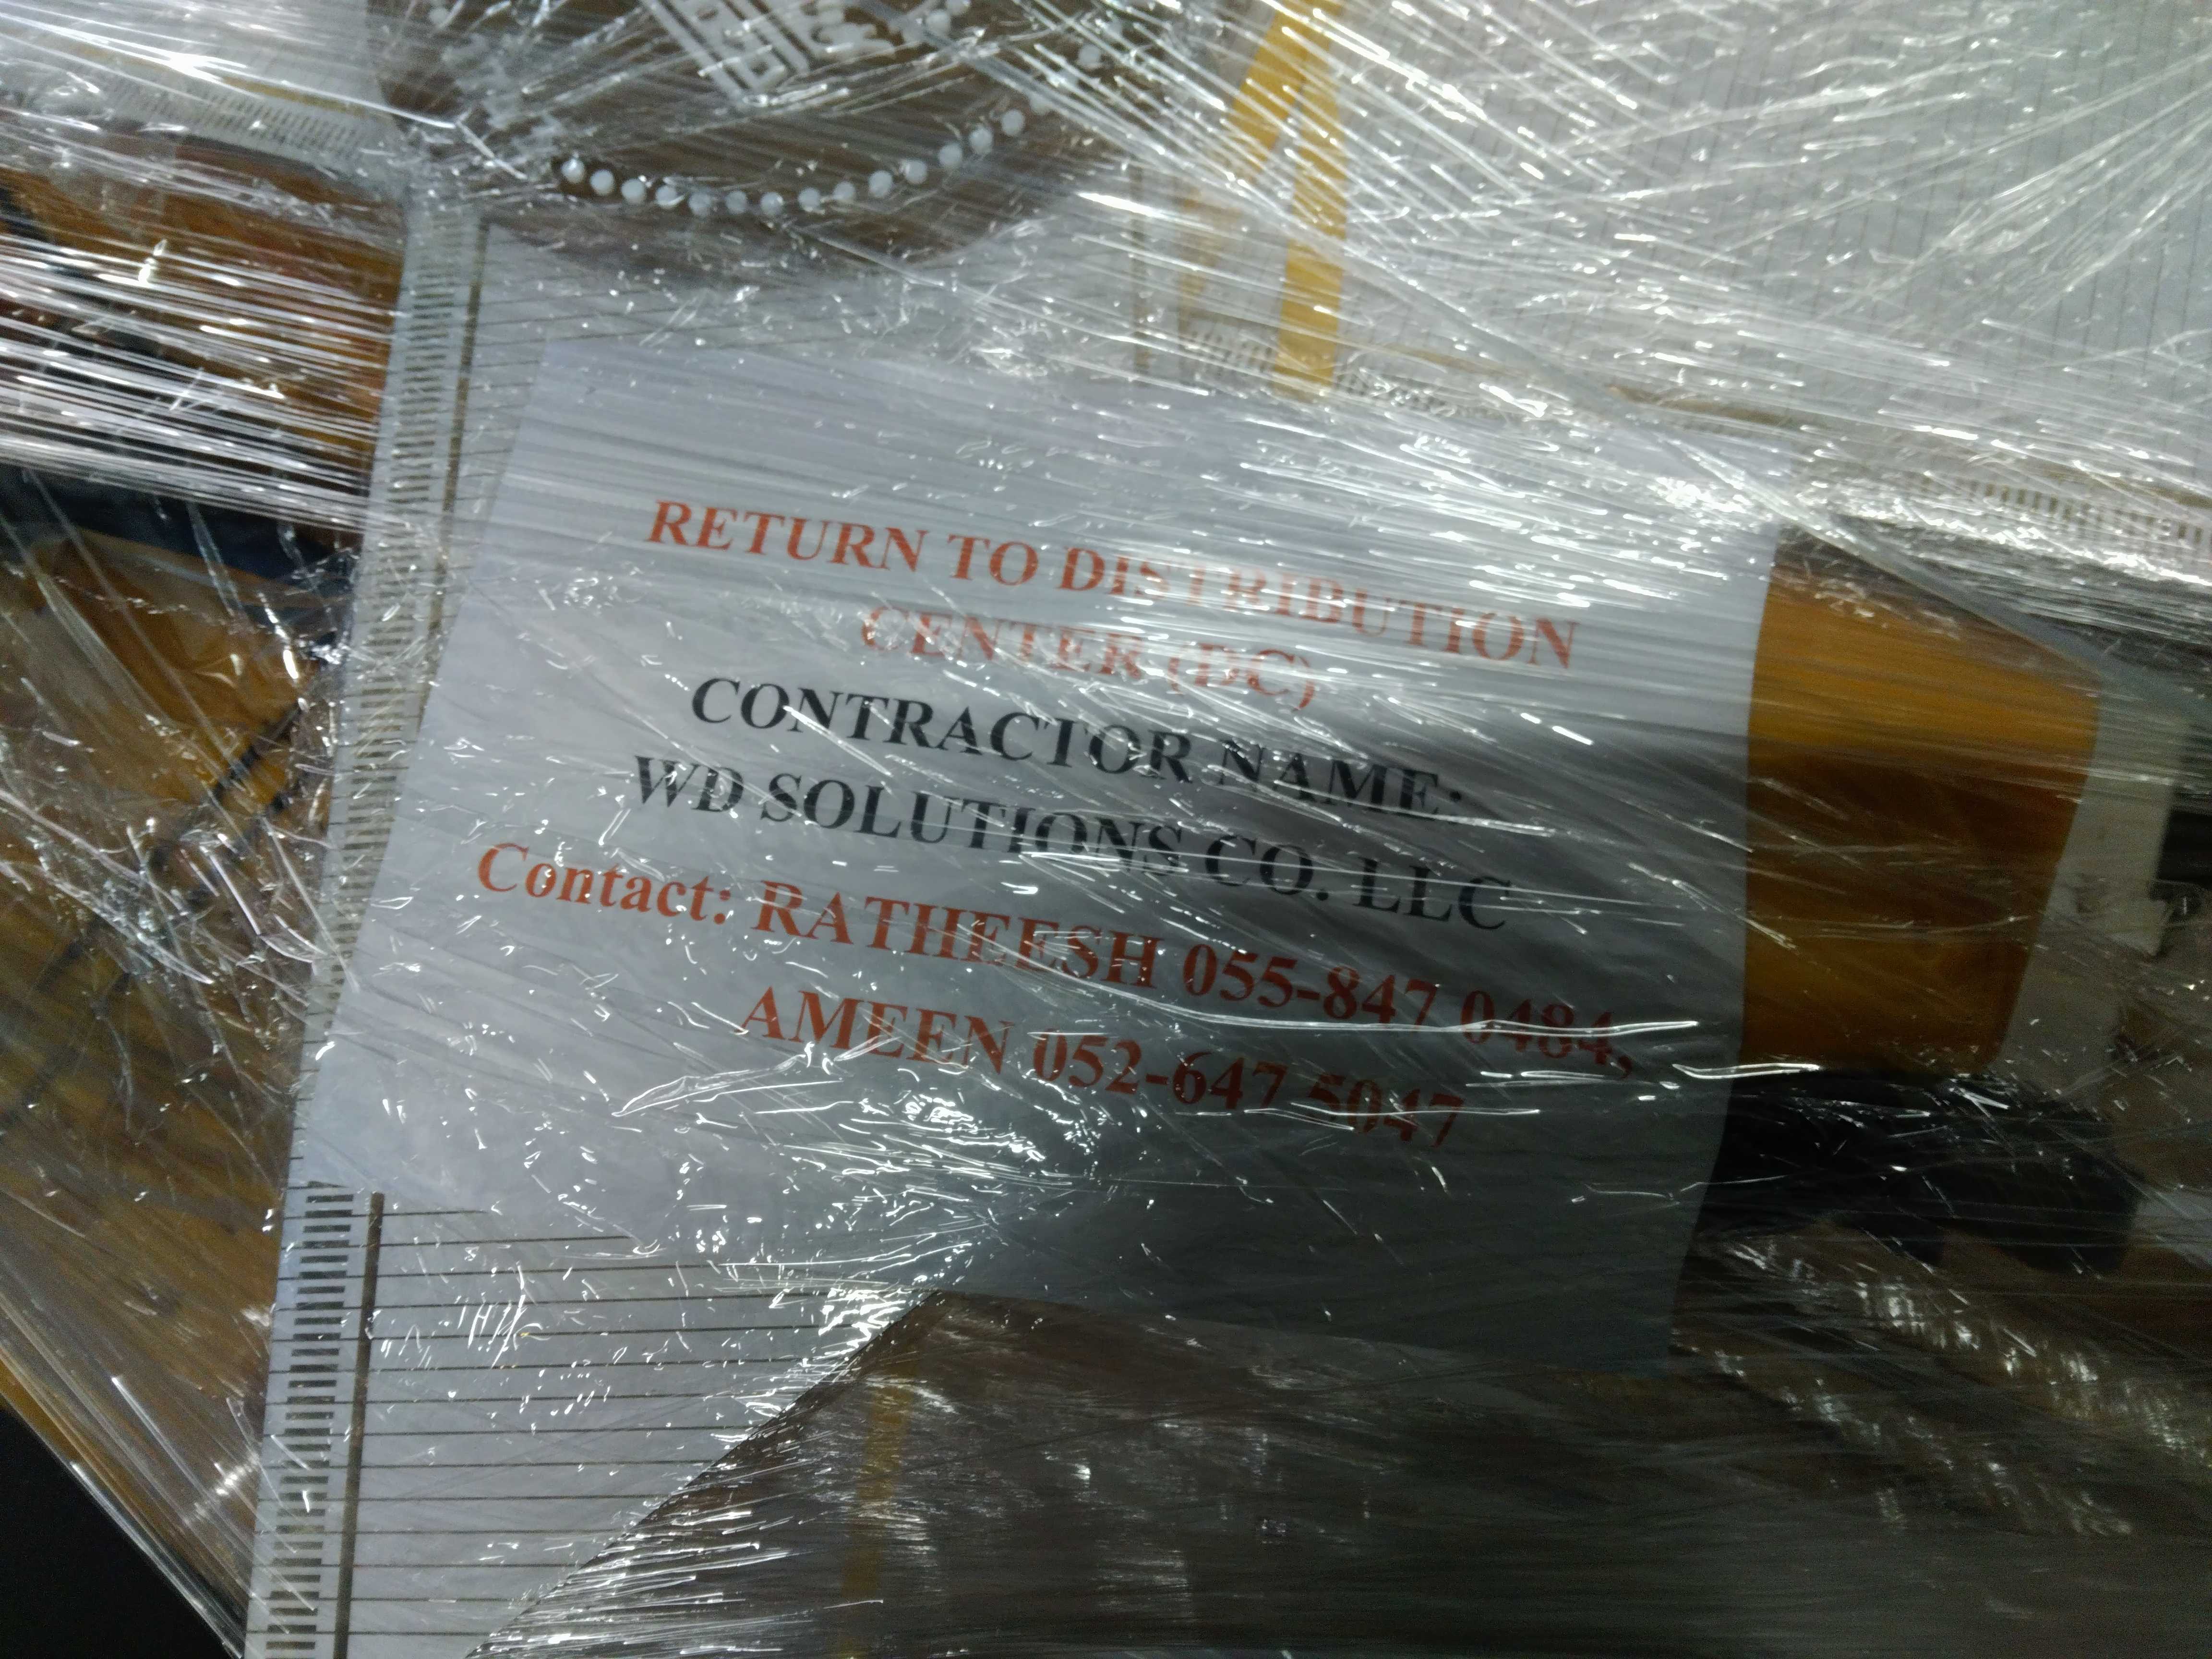 RETURN TO DISTRIBUTION
CENTER (DC)
CONTRACTOR NAME:
WD SOLUTIONS CO. LLC
Contact: RATHEESH 055-847 0484,
AMEEN 052-647 5047